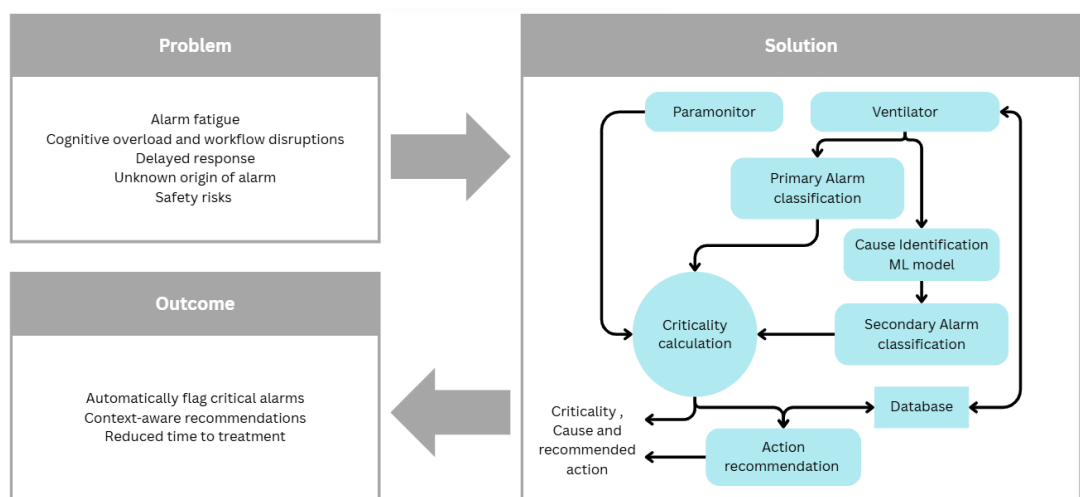 Problem
Alarm fatigue
Cognitive overload and workflow disruptions
Delayed response
Unknown origin of alarm
Safety risks
Solution
Paramonitor
Ventilator
Primary Alarm
classification
Cause Identification
ML model
Criticality
calculation
Secondary Alarm
classification
Database
Action
recommendation
Criticality ,
Cause and
recommended
action
Outcome
Automatically flag critical alarms
Context-aware recommendations
Reduced time to treatment